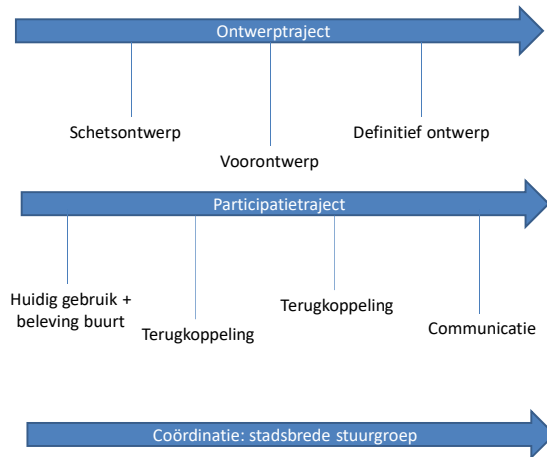 Ontwerptraject
Schetsontwerp
Voorontwerp
Definitief ontwerp
Participatietraject
Huidig gebruik +
beleving buurt
Terugkoppeling
Terugkoppeling
Communicatie
Coördinatie: stadsbrede stuurgroep